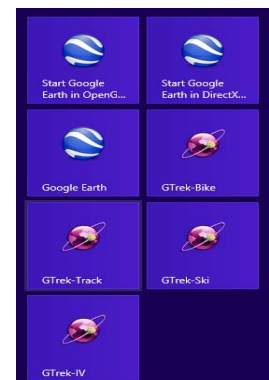 Start Google
Earth in OpenG...
Start Google
Earth in DirectX...
Google Earth
GTrek-Bike
GTrek-Track
GTrek-Ski
GTrek-IV